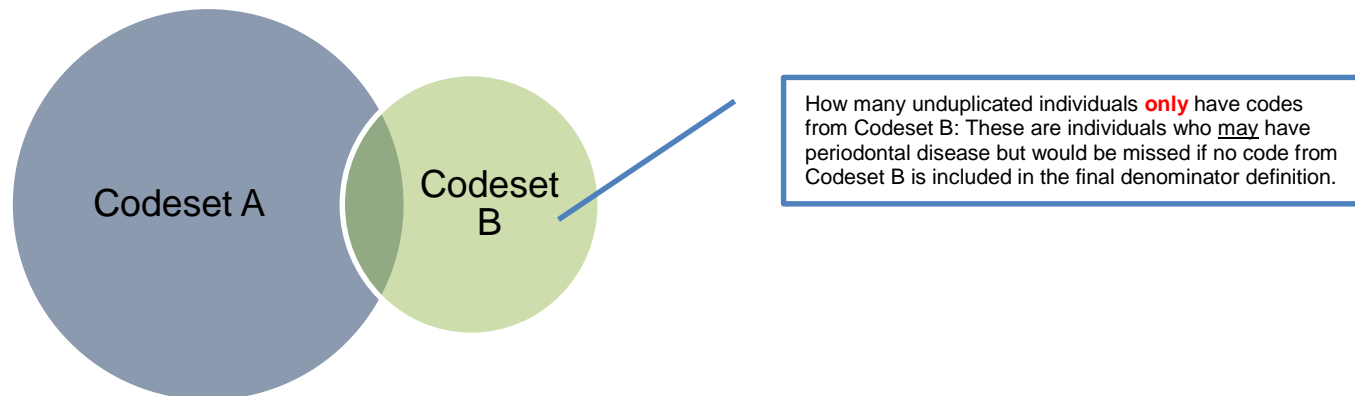 Codeset A
Codeset
B
How many unduplicated individuals only have codes
from Codeset B: These are individuals who may have
periodontal disease but would be missed if no code from
Codeset B is included in the final denominator definition.